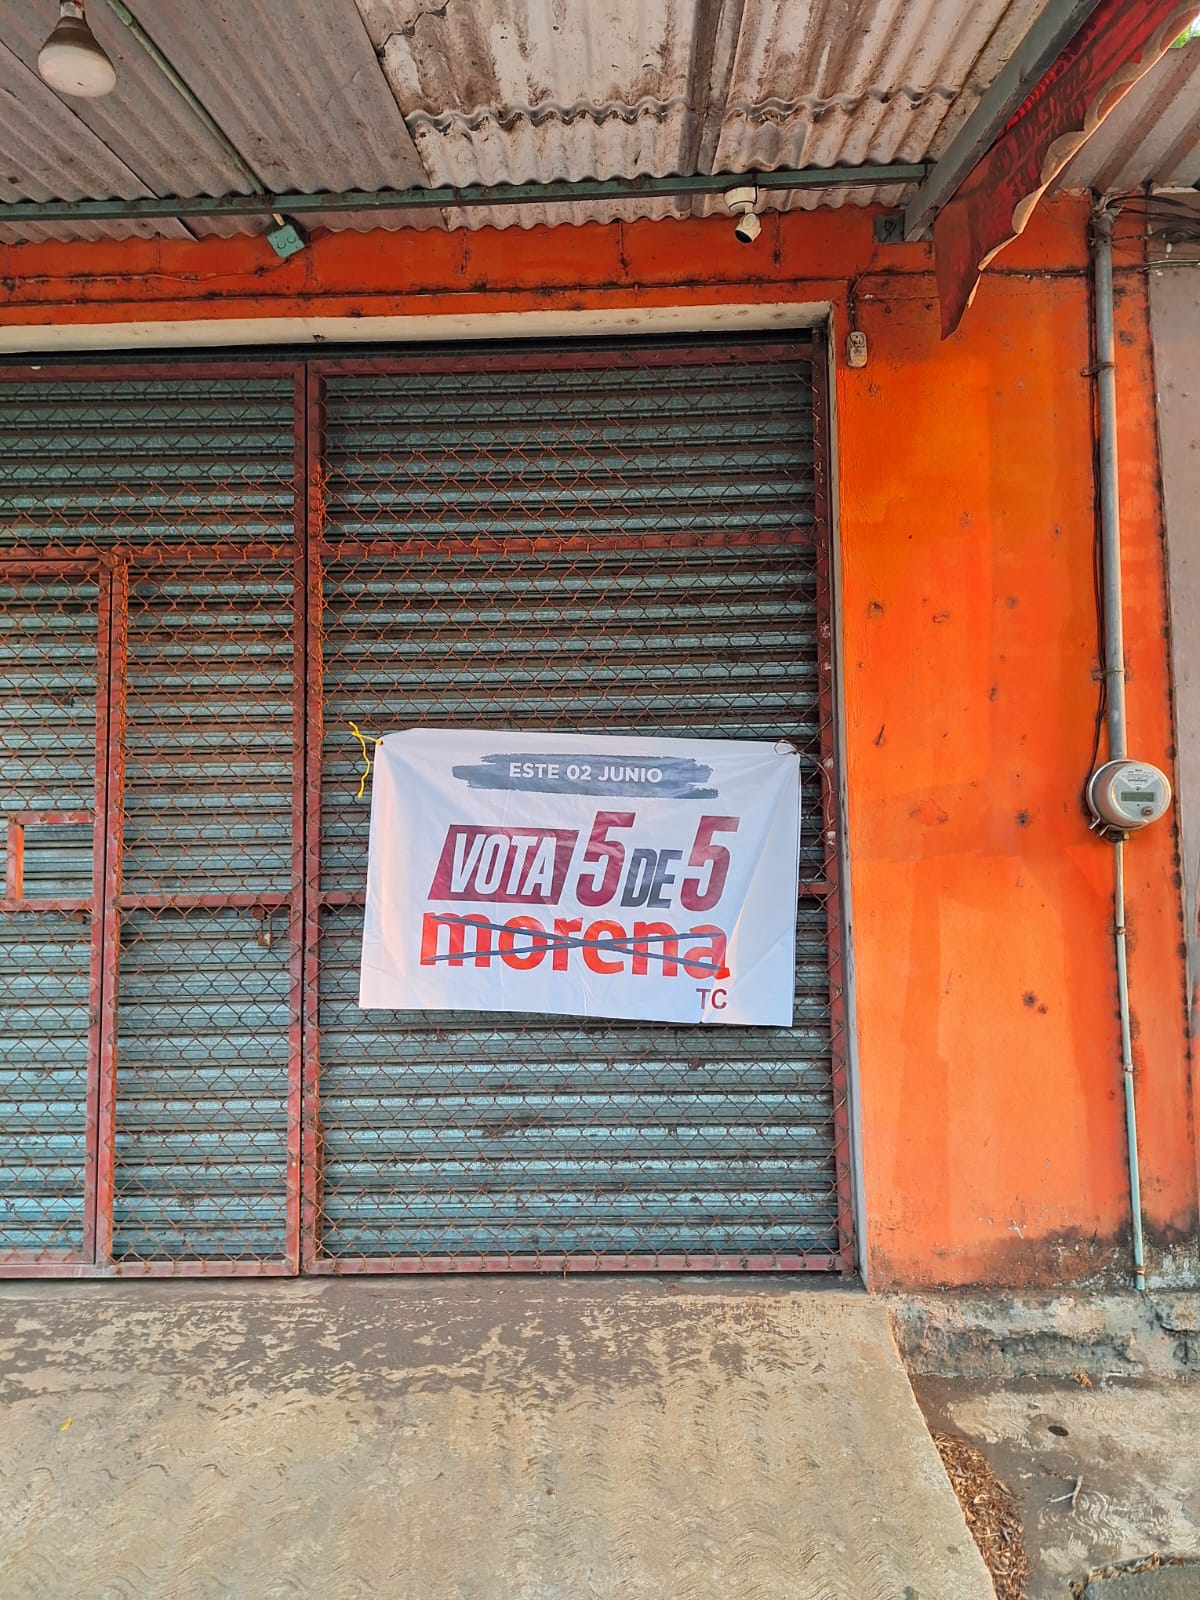 ESTE 02 JUNIO
VOTA 5 DE 5
morena
TC